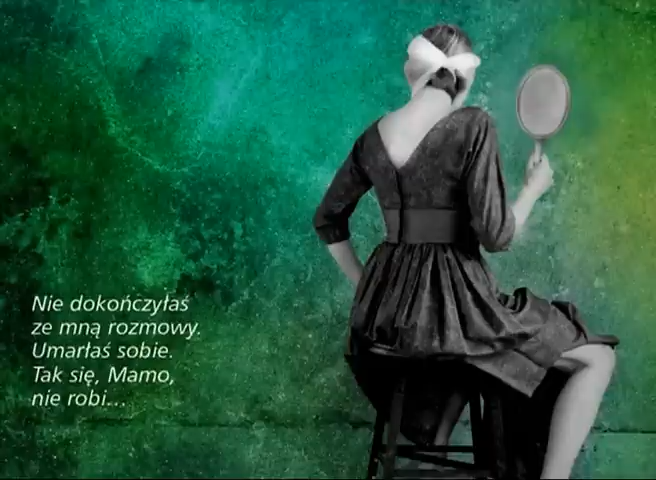 Nie dokończyłaś
ze mną rozmowy.
Umarłaś sobie.
Tak się, Mamo,
nie robi...